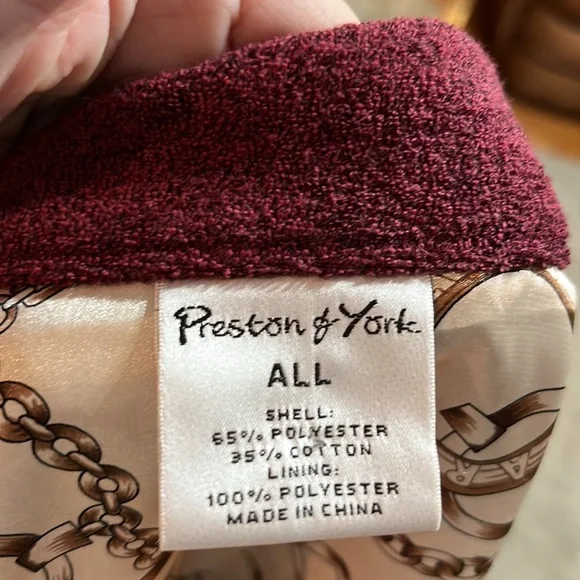 Preston & York
ALL
SHELL:
65% POLYESTER
35% COTTON
LINING:
100% POLYESTER
MADE IN CHINA